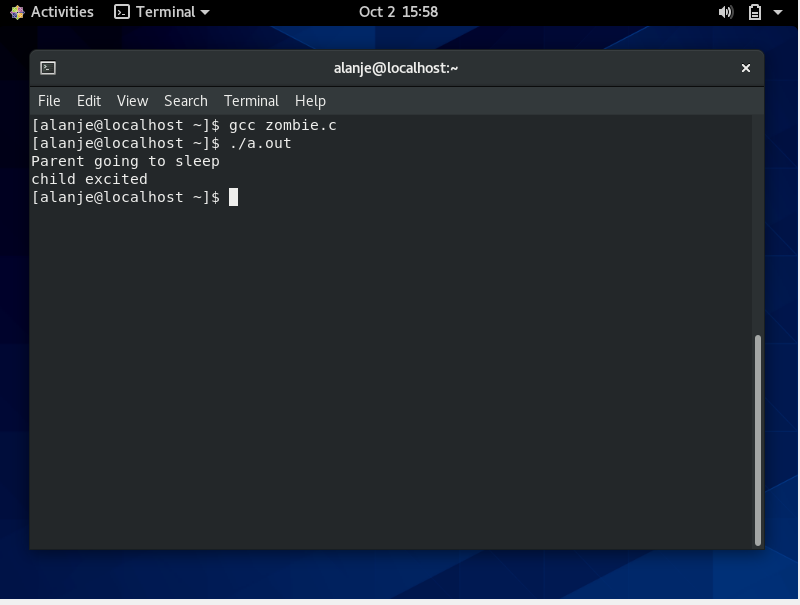 Activities Terminal Oct 2 15:58
alanje@localhost:~
File Edit View Search Terminal Help
[alanje@localhost ~]$ gcc zombie.c
[alanje@localhost ~]$ ./a.out
Parent going to sleep
child excited
[alanje@localhost ~]$